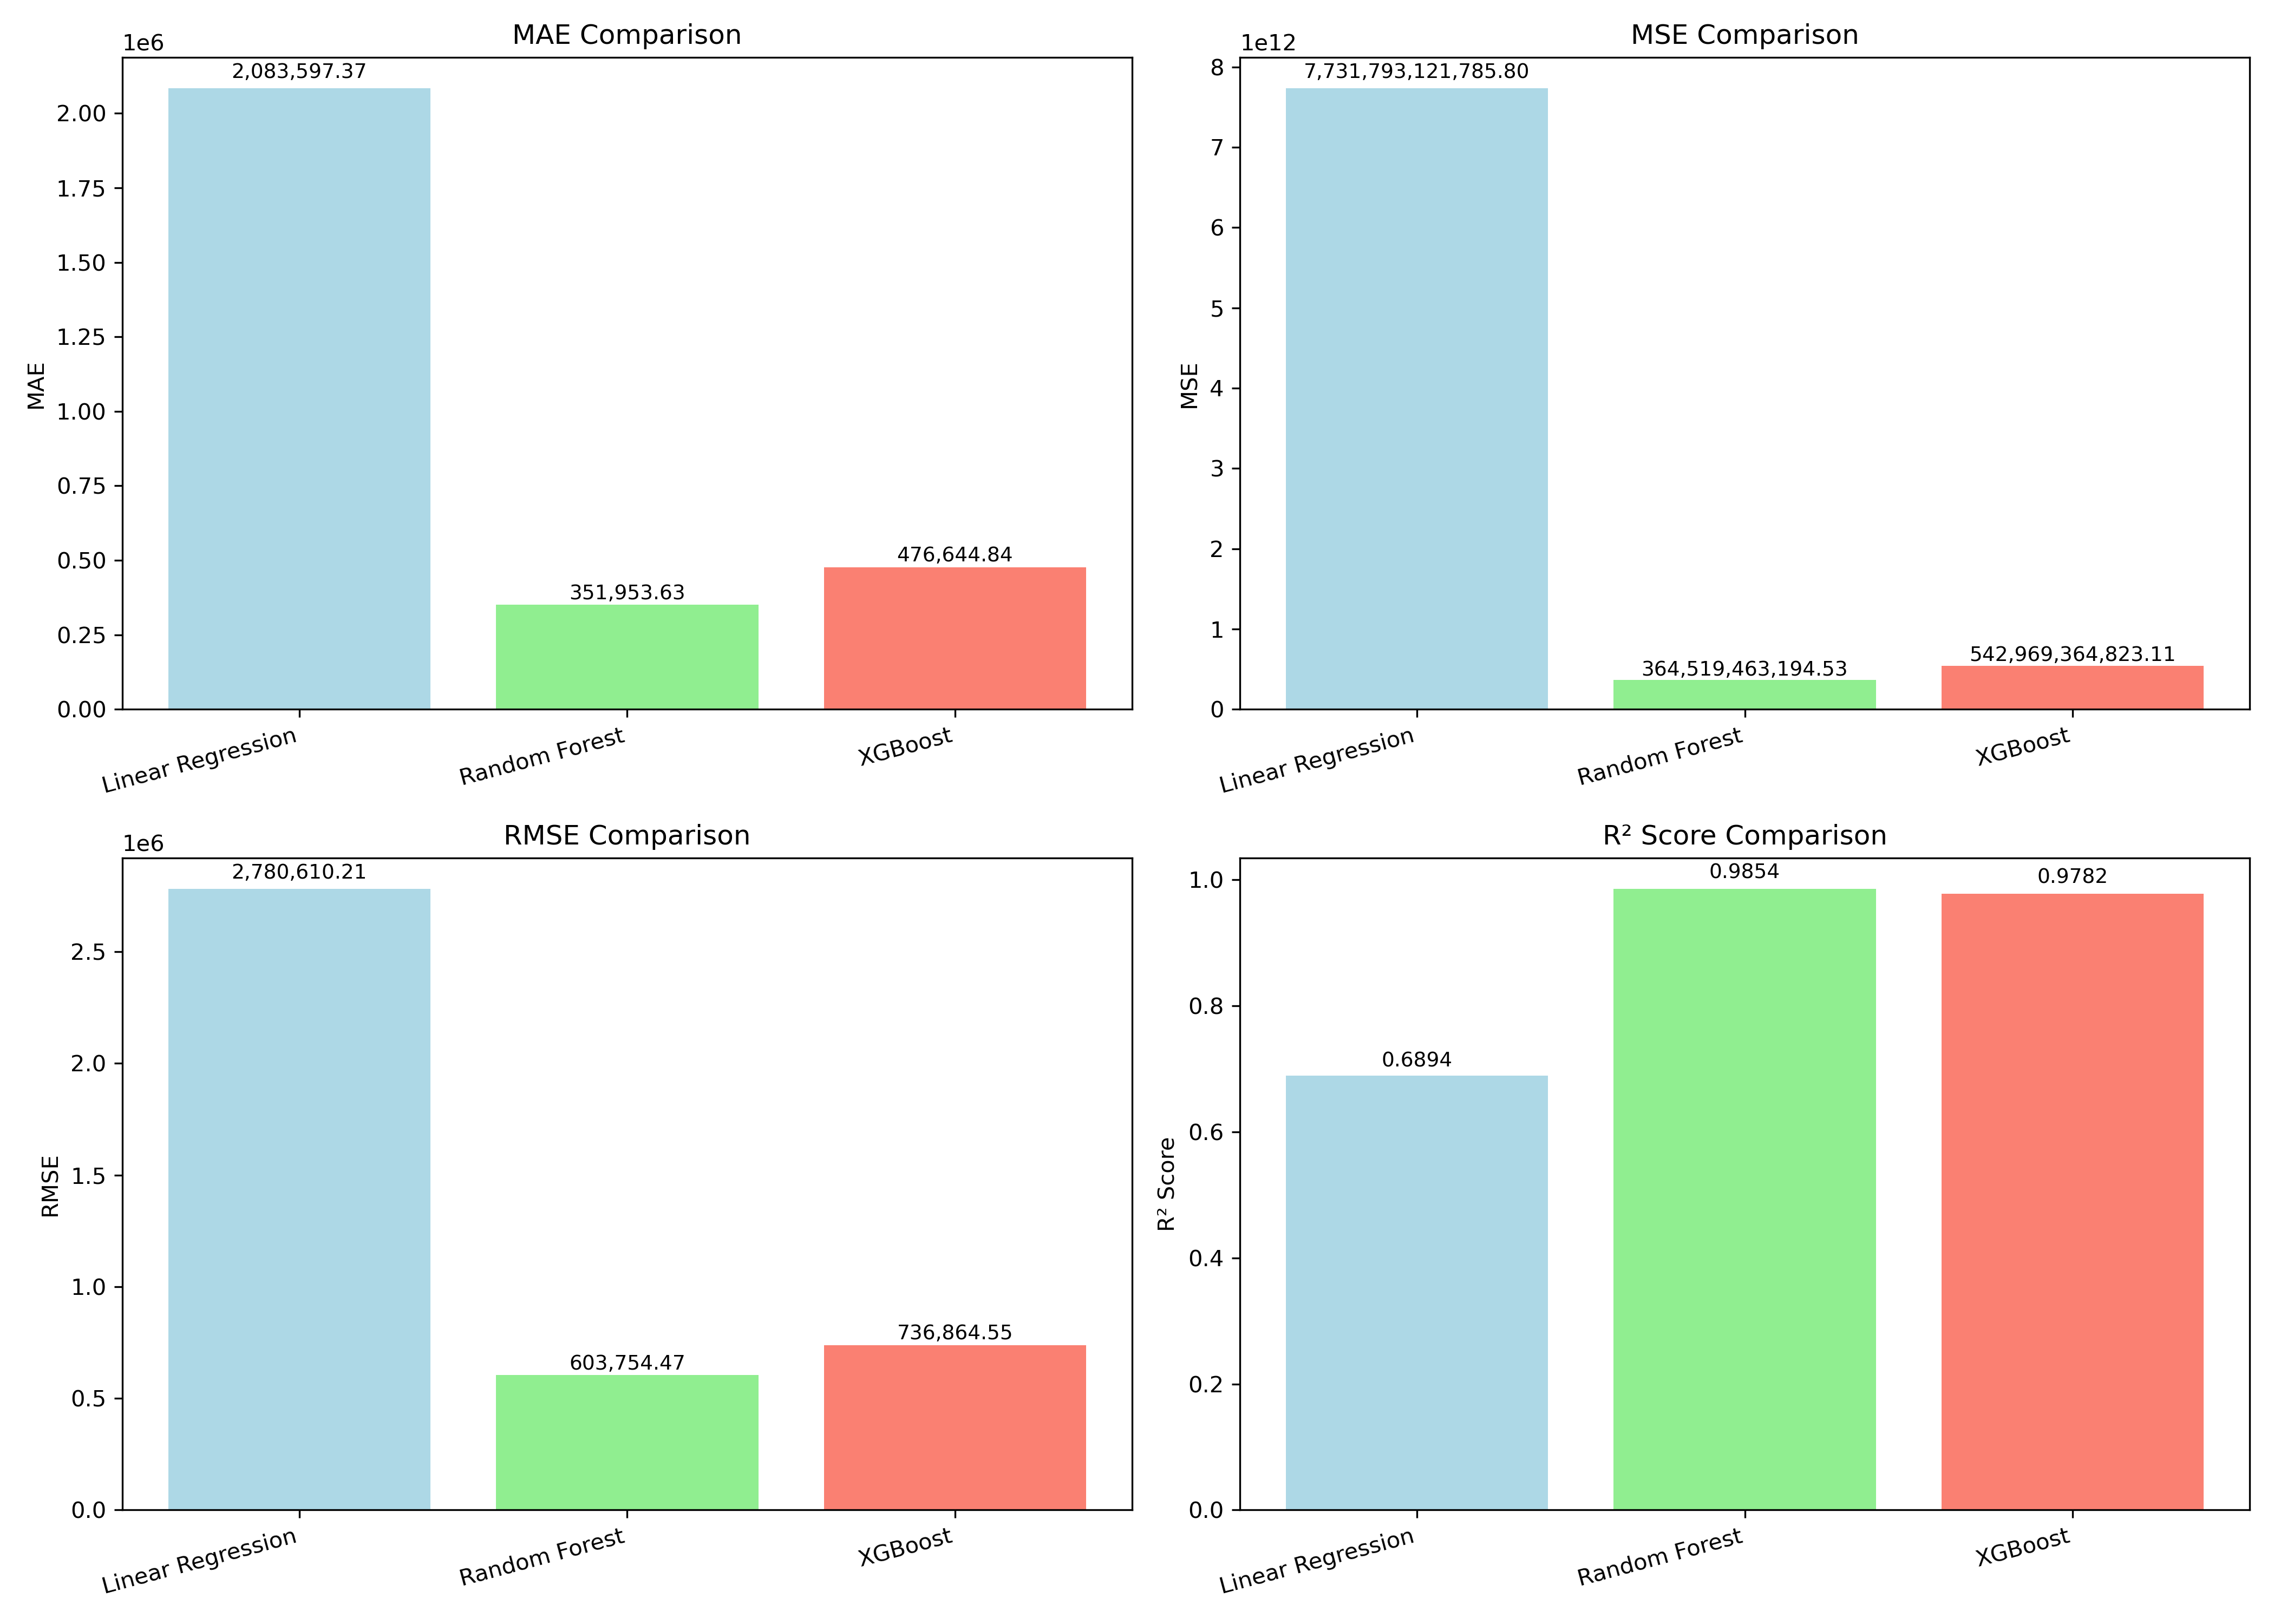 MAE Comparison
1e6
2,083,597.37
2.00
1.75
1.50
1.25
1.00
0.75
0.50
0.25
0.00
MAE
351,953.63
476,644.84
Linear Regression
Random Forest
XGBoost
MSE Comparison
1e12
7,731,793,121,785.80
8
7
6
5
4
3
2
1
0
MSE
364,519,463,194.53
542,969,364,823.11
Linear Regression
Random Forest
XGBoost
RMSE Comparison
1e6
2,780,610.21
2.5
2.0
1.5
1.0
0.5
0.0
RMSE
603,754.47
736,864.55
Linear Regression
Random Forest
XGBoost
R² Score Comparison
1.0
0.8
0.6
0.4
0.2
0.0
R² Score
0.6894
0.9854
0.9782
Linear Regression
Random Forest
XGBoost